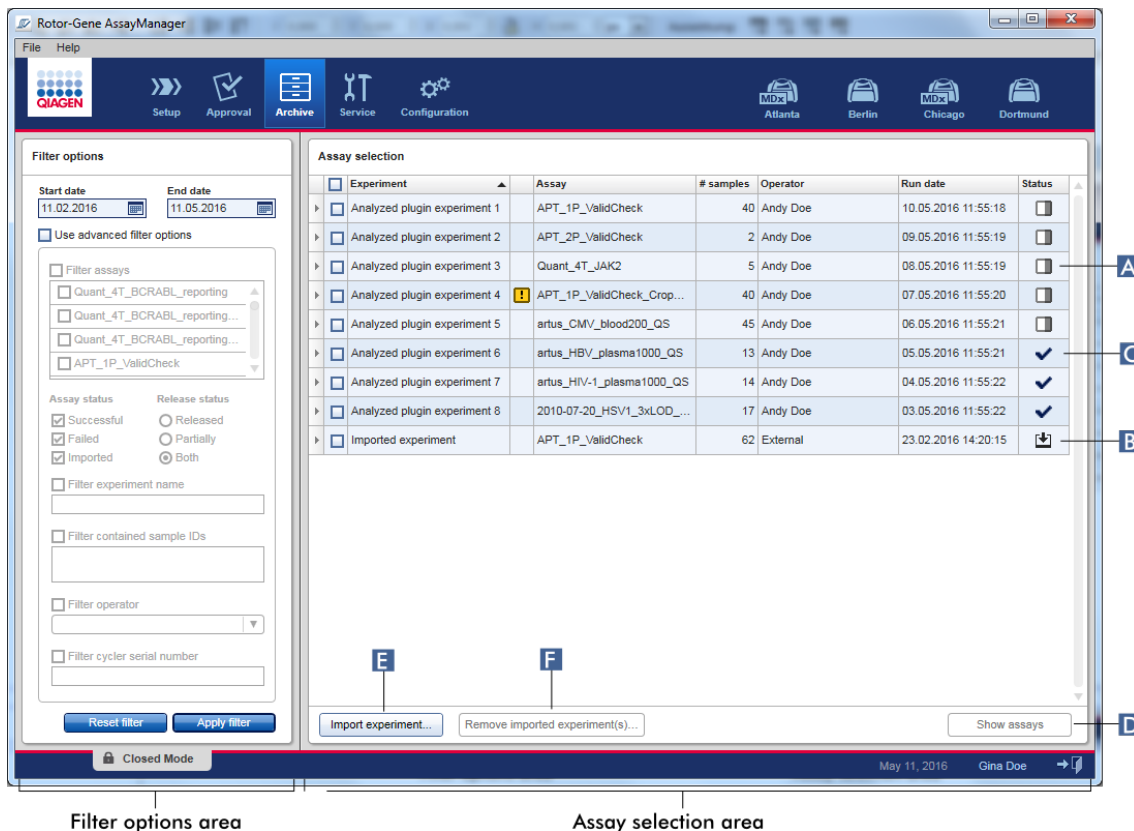 Rotor-Gene AssayManager
File Help
QIAGEN
Setup Approval Archive Service Configuration
MDx Atlanta Berlin MDx Chicago Dortmund
Filter options
Start date End date
11.02.2016 11.05.2016
Use advanced filter options
Filter assays
Quant_4T_BCRABL_reporting
Quant_4T_BCRABL_reporting...
Quant_4T_BCRABL_reporting...
APT_1P_ValidCheck
Assay status Release status
Successful Released
Failed Partially
Imported Both
Filter experiment name
Filter contained sample IDs
Filter operator
Filter cycler serial number
Reset filter Apply filter
Assay selection
Experiment Assay # samples Operator Run date Status
Analyzed plugin experiment 1 APT_1P_ValidCheck 40 Andy Doe 10.05.2016 11:55:18
Analyzed plugin experiment 2 APT_2P_ValidCheck 2 Andy Doe 09.05.2016 11:55:19
Analyzed plugin experiment 3 Quant_4T_JAK2 5 Andy Doe 08.05.2016 11:55:19
A
Analyzed plugin experiment 4 ! APT_1P_ValidCheck_Crop... 40 Andy Doe 07.05.2016 11:55:20
Analyzed plugin experiment 5 artus_CMV_blood200_QS 45 Andy Doe 06.05.2016 11:55:21
Analyzed plugin experiment 6 artus_HBV_plasma1000_QS 13 Andy Doe 05.05.2016 11:55:21
C
Analyzed plugin experiment 7 artus_HIV-1_plasma1000_QS 14 Andy Doe 04.05.2016 11:55:22
Analyzed plugin experiment 8 2010-07-20_HSV1_3xLOD_... 17 Andy Doe 03.05.2016 11:55:22
Imported experiment APT_1P_ValidCheck 62 External 23.02.2016 14:20:15
B
E F
Import experiment... Remove imported experiment(s)... Show assays
D
Closed Mode
May 11, 2016 Gina Doe
Filter options area Assay selection area